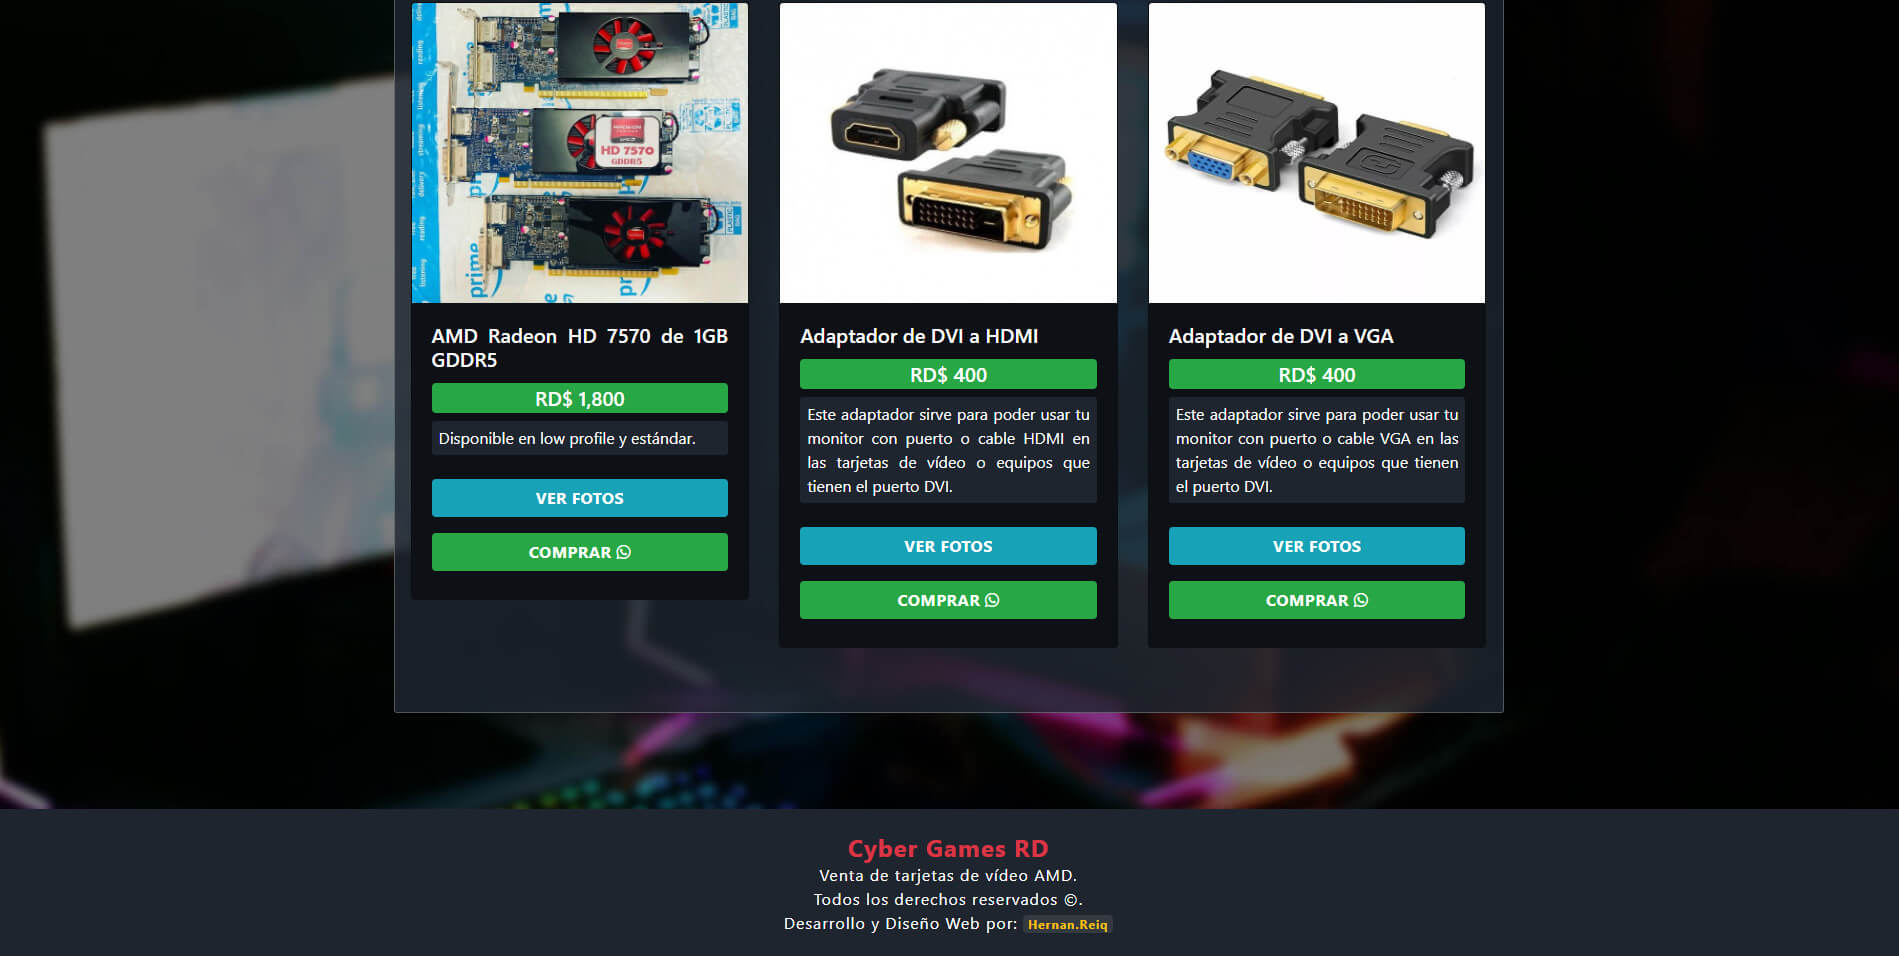 prime
HD 7570
GDDR5
prime
AMD Radeon HD 7570 de 1GB
GDDR5
RD$ 1,800
Disponible en low profile y estándar.
VER FOTOS
COMPRAR
Adaptador de DVI a HDMI
RD$ 400
Este adaptador sirve para poder usar tu
monitor con puerto o cable HDMI en
las tarjetas de vídeo o equipos que
tienen el puerto DVI.
VER FOTOS
COMPRAR
Adaptador de DVI a VGA
RD$ 400
Este adaptador sirve para poder usar tu
monitor con puerto o cable VGA en las
tarjetas de vídeo o equipos que tienen
el puerto DVI.
VER FOTOS
COMPRAR
Cyber Games RD
Venta de tarjetas de vídeo AMD.
Todos los derechos reservados ©.
Desarrollo y Diseño Web por: Hernan.Reiq